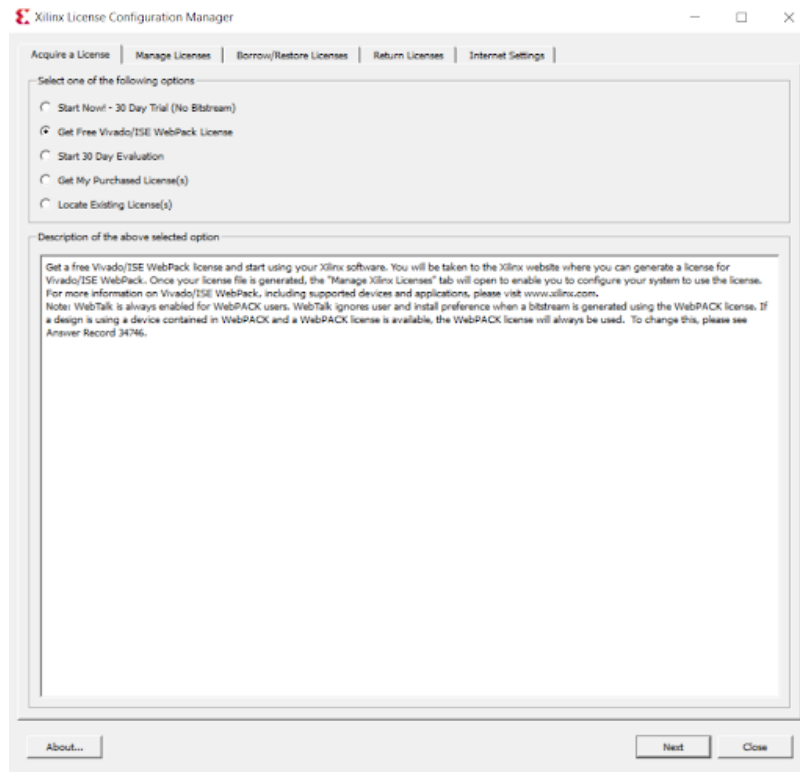 Xilinx License Configuration Manager
Acquire a License
Manage Licenses
Borrow/Restore Licenses
Return Licenses
Internet Settings
Select one of the following options
Start Now! - 30 Day Trial (No Bitstream)
Get Free Vivado/ISE WebPack License
Start 30 Day Evaluation
Get My Purchased License(s)
Locate Existing License(s)
Description of the above selected option
Get a free Vivado/ISE WebPack license and start using your Xilinx software. You will be taken to the Xilinx website where you can generate a license for
Vivado/ISE WebPack. Once your license file is generated, the "Manage Xilinx Licenses" tab will open to enable you to configure your system to use the license.
For more information on Vivado/ISE WebPack, including supported devices and applications, please visit www.xilinx.com.
Note: WebTalk is always enabled for WebPACK users. WebTalk ignores user and install preference when a bitstream is generated using the WebPACK license. If
a design is using a device contained in WebPACK and a WebPACK license is available, the WebPACK license will always be used. To change this, please see
Answer Record 34746.
About...
Next
Close